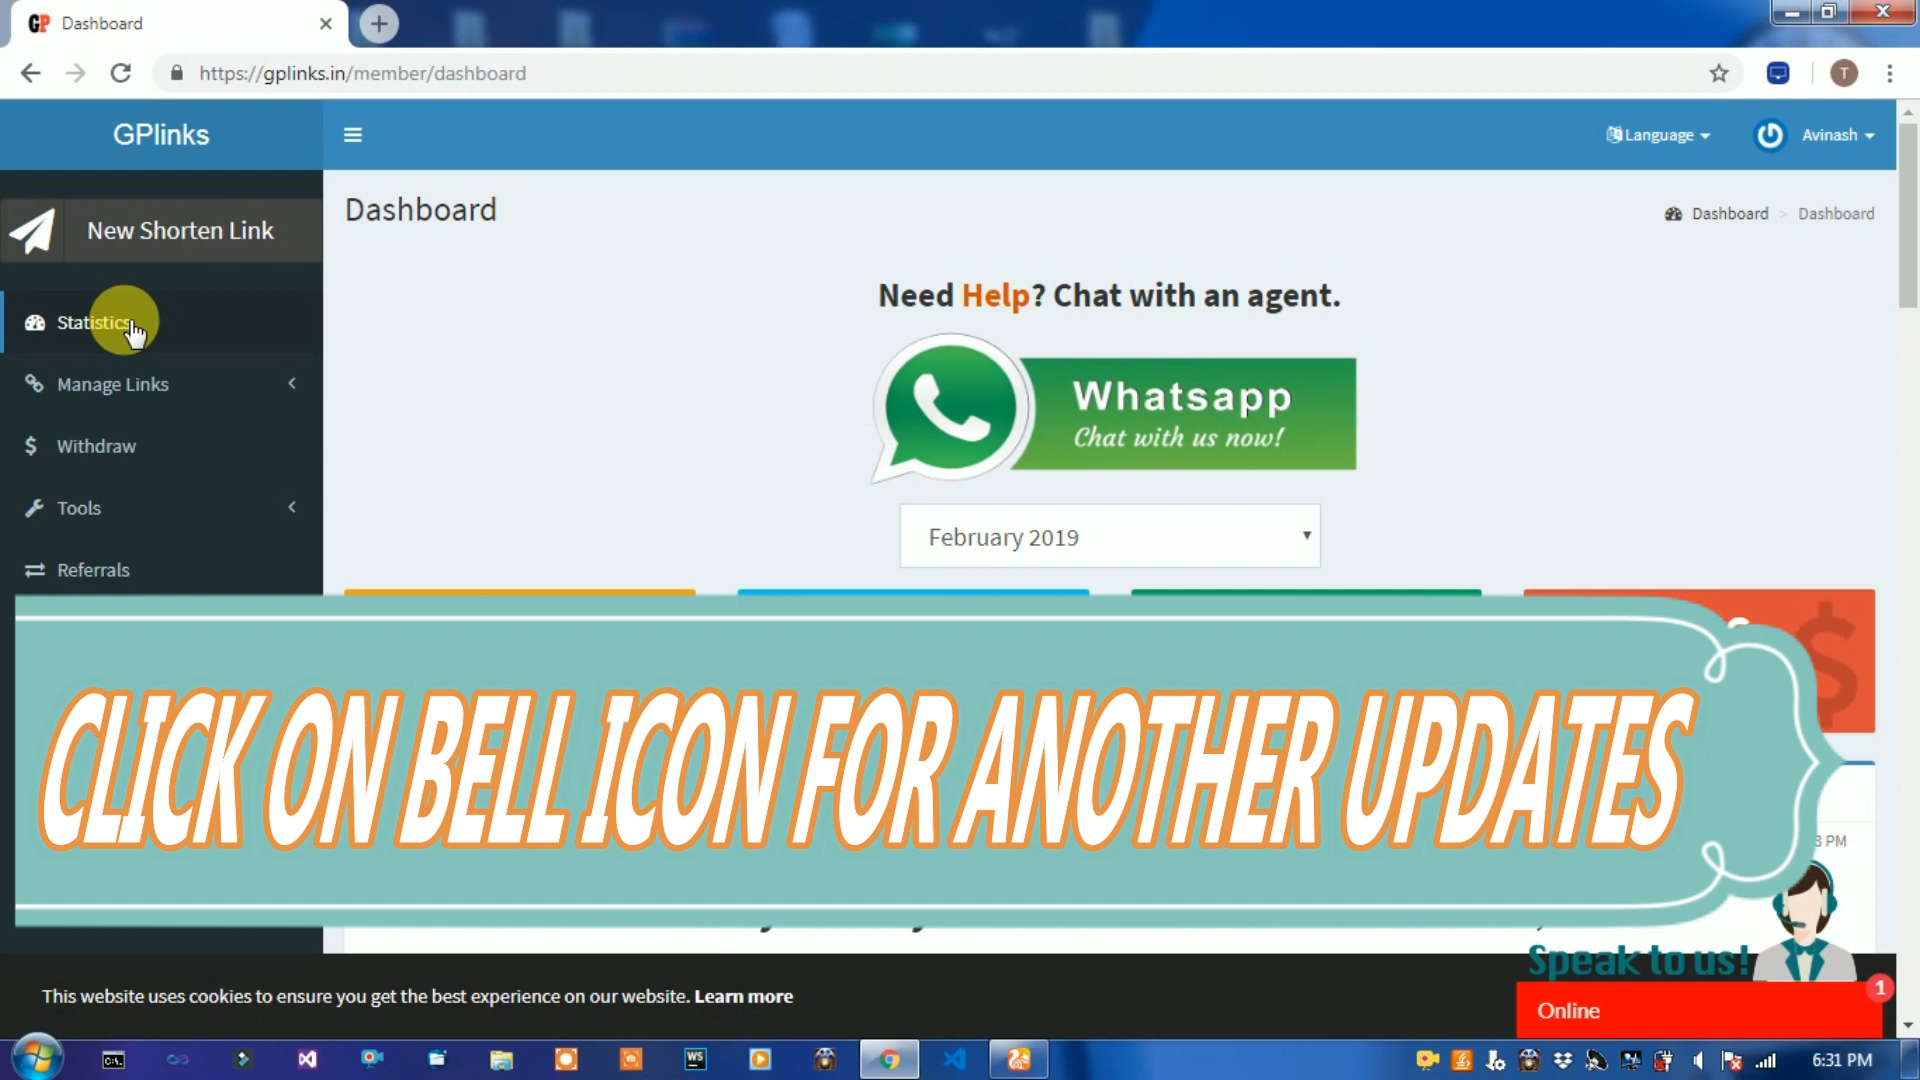 GP Dashboard
https://gplinks.in/member/dashboard
T
GPlinks
Language
Avinash
New Shorten Link
Dashboard
Dashboard > Dashboard
Need Help? Chat with an agent.
Statistics
Whatsapp
Chat with us now!
Manage Links
Withdraw
February 2019
Tools
Referrals
CLICK ON BELL ICON FOR ANOTHER UPDATES
PM
Speak to us!
This website uses cookies to ensure you get the best experience on our website. Learn more
1
Online
C:\.
WS
6:31 PM